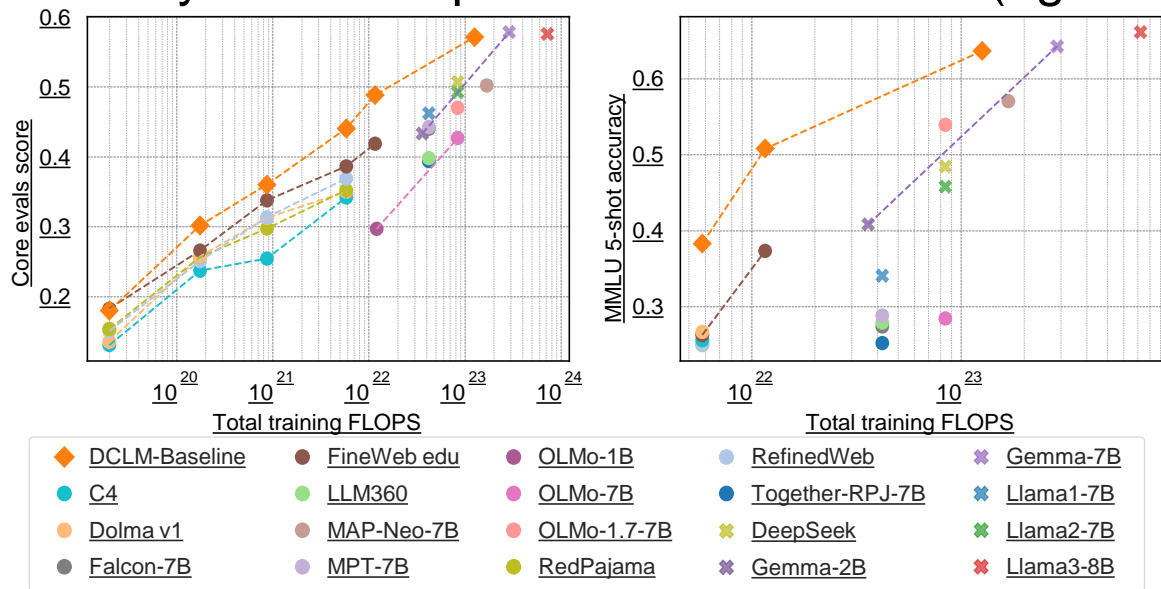 0.6
0.5
0.4
0.3
0.2
Core evals score
10^20 10^21 10^22 10^23 10^24
Total training FLOPS
0.6
0.5
0.4
0.3
MMLU 5-shot accuracy
10^22 10^23
Total training FLOPS
DCLM-Baseline
C4
Dolma v1
Falcon-7B
FineWeb edu
LLM360
MAP-Neo-7B
MPT-7B
OLMo-1B
OLMo-7B
OLMo-1.7-7B
RedPajama
RefinedWeb
Together-RPJ-7B
DeepSeek
Gemma-2B
Gemma-7B
Llama1-7B
Llama2-7B
Llama3-8B